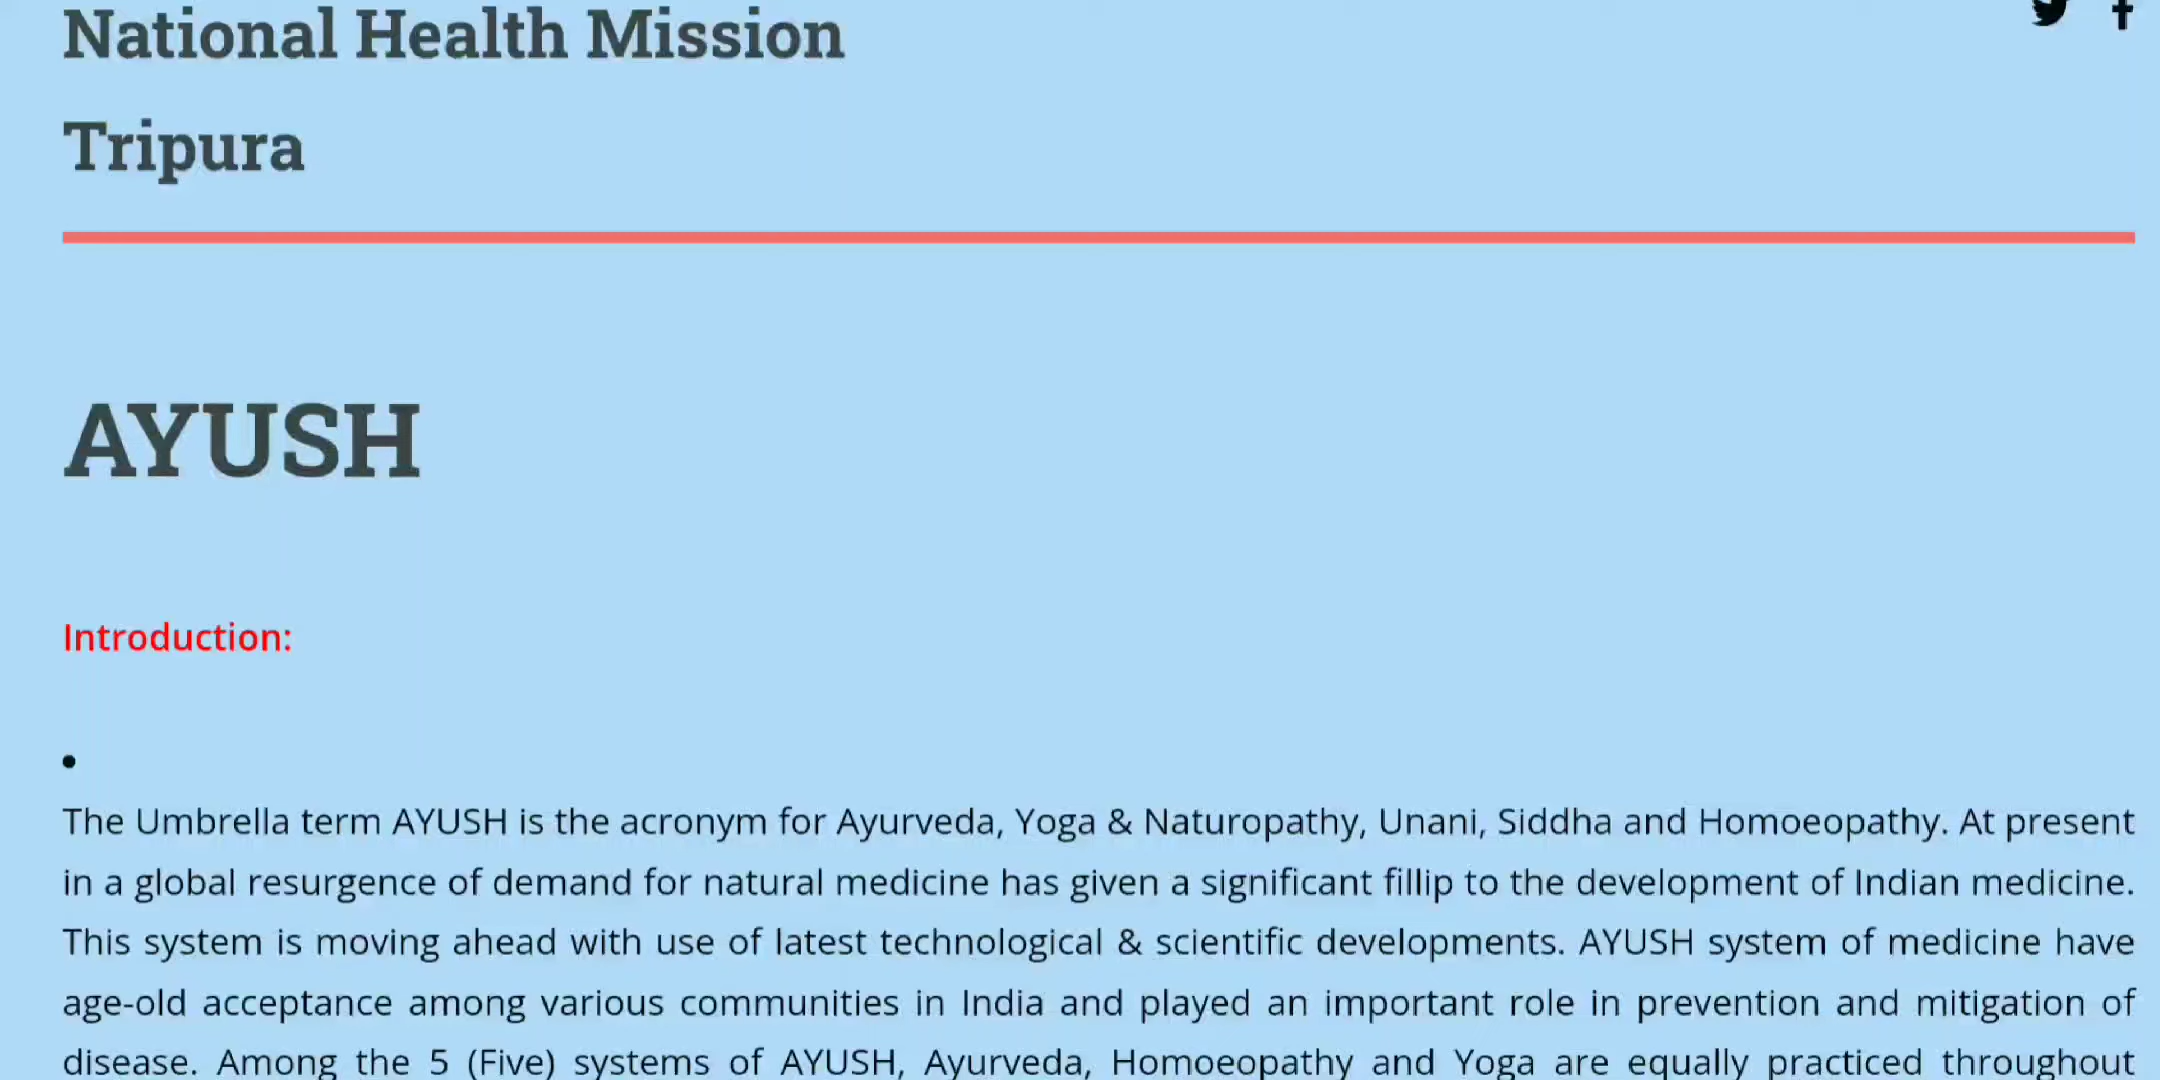 National Health Mission
Tripura
AYUSH
Introduction:
•
The Umbrella term AYUSH is the acronym for Ayurveda, Yoga & Naturopathy, Unani, Siddha and Homoeopathy. At present
in a global resurgence of demand for natural medicine has given a significant fillip to the development of Indian medicine.
This system is moving ahead with use of latest technological & scientific developments. AYUSH system of medicine have
age-old acceptance among various communities in India and played an important role in prevention and mitigation of
disease. Among the 5 (Five) systems of AYUSH, Ayurveda, Homoeopathy and Yoga are equally practiced throughout